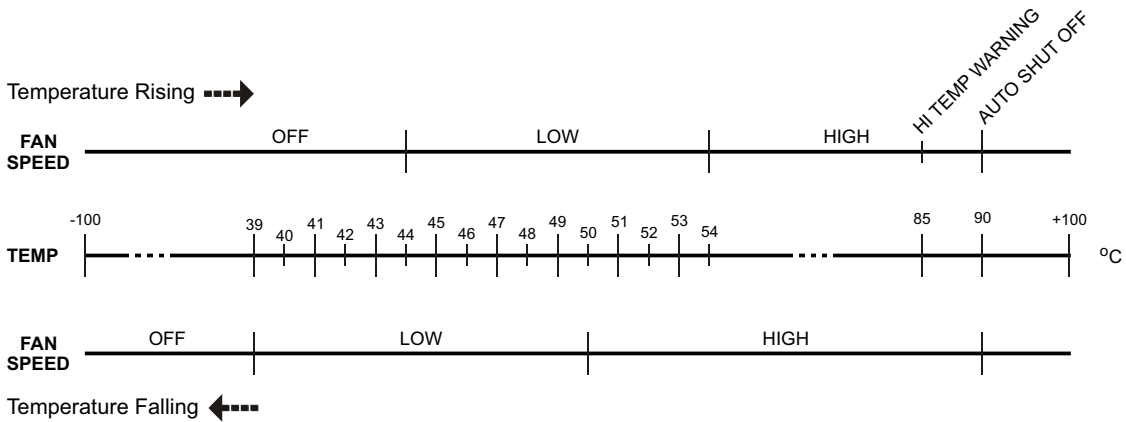 HI TEMP WARNING
AUTO SHUT OFF
Temperature Rising
FAN SPEED
OFF LOW HIGH
-100 39 40 41 42 43 44 45 46 47 48 49 50 51 52 53 54 85 90 +100
TEMP
ºC
FAN SPEED
OFF LOW HIGH
Temperature Falling